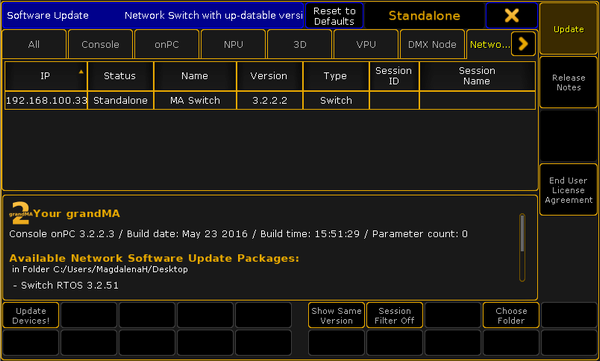 Software Update
Network Switch with up-datable versi
Reset to
Defaults
Standalone
Update
All
Console
onPC
NPU
3D
VPU
DMX Node
Netwo...
IP
Status
Name
Version
Type
Session
ID
Session
Name
192.168.100.33
Standalone
MA Switch
3.2.2.2
Switch
Release
Notes
End User
License
Agreement
2
grandMA
Your grandMA
Console onPC 3.2.2.3 / Build date: May 23 2016 / Build time: 15:51:29 / Parameter count: 0
Available Network Software Update Packages:
in Folder C:/Users/MagdalenaH/Desktop
- Switch RTOS 3.2.51
Update
Devices!
Show Same
Version
Session
Filter Off
Choose
Folder